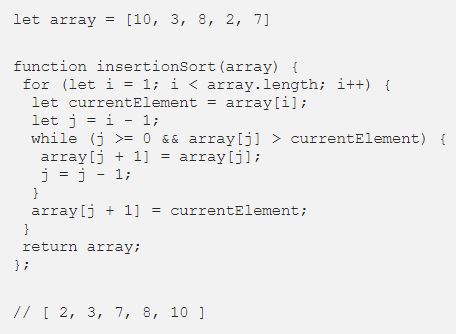 let array = [10, 3, 8, 2, 7]
function insertionSort(array) {
for (let i = 1; i < array.length; i++) {
let currentElement = array[i];
let j = i - 1;
while (j >= 0 && array[j] > currentElement) {
array[j + 1] = array[j];
j = j - 1;
}
array[j + 1] = currentElement;
}
return array;
};
// [ 2, 3, 7, 8, 10 ]